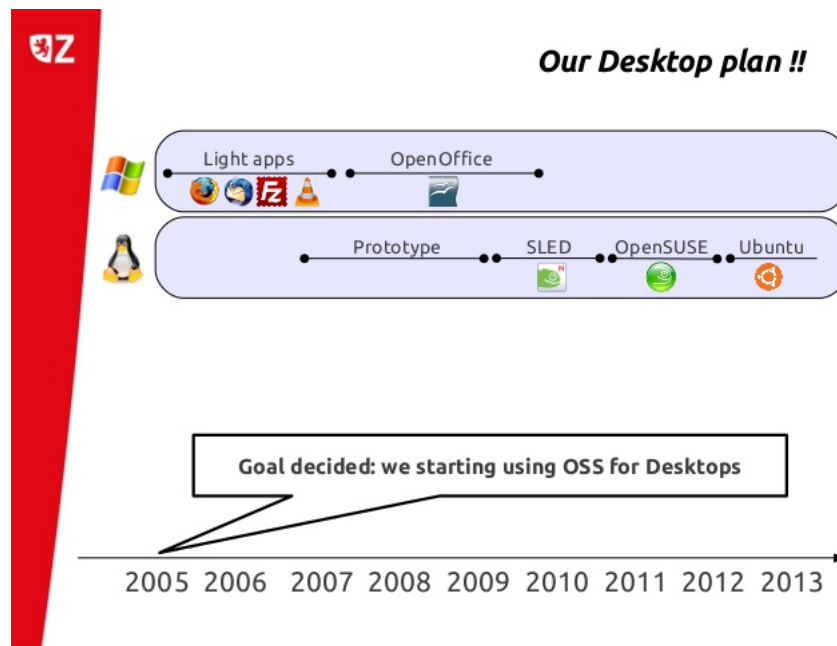 Z
Our Desktop plan !!
Light apps OpenOffice
FZ
Prototype SLED OpenSUSE Ubuntu
N
Goal decided: we starting using OSS for Desktops
2005 2006 2007 2008 2009 2010 2011 2012 2013